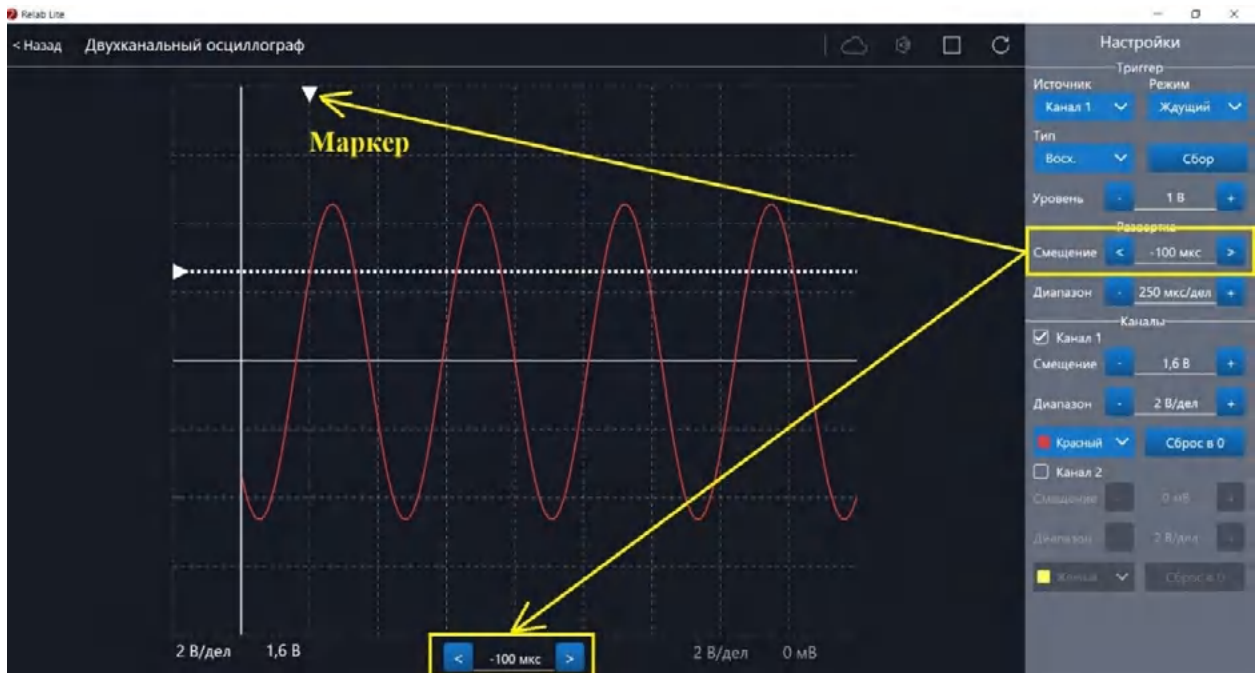 Relab Lite
< Назад Двухканальный осциллограф
Настройки
Триггер
Источник Режим
Канал 1 Ждущий
Тип
Восх. Сбор
Уровень - 1 В +
Развертка
Смещение < -100 мкс >
Диапазон - 250 мкс/дел +
Каналы
Канал 1
Смещение - 1,6 В +
Диапазон - 2 В/дел +
Красный Сброс в 0
Канал 2
Смещение - 0 мВ +
Диапазон - 2 В/дел +
Желтый Сброс в 0
Маркер
2 В/дел 1,6 В < -100 мкс > 2 В/дел 0 мВ